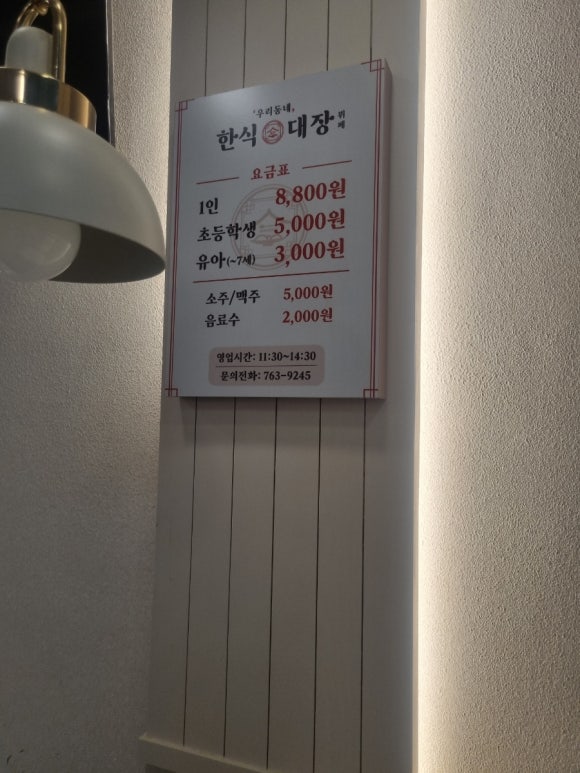 '우리동네,
한식 대장 뷔페
요금표
1인 8,800원
초등학생 5,000원
유아(~7세) 3,000원
소주/맥주 5,000원
음료수 2,000원
영업시간: 11:30~14:30
문의전화: 763-9245